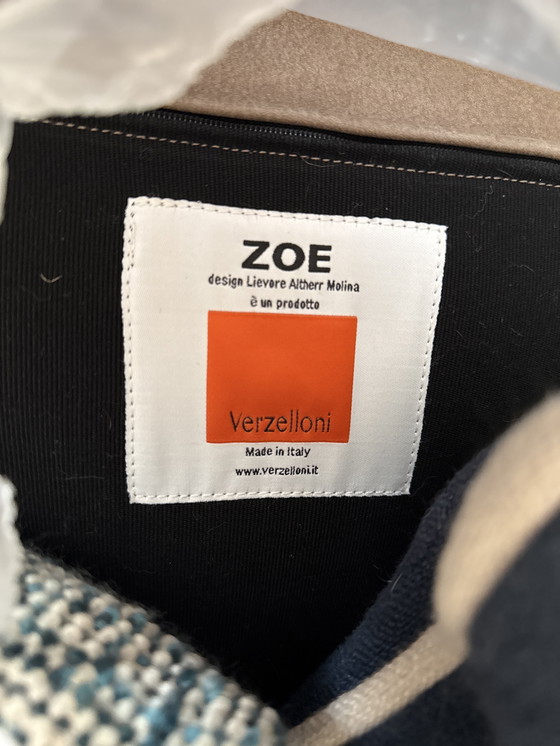 ZOE
design Lievore Altherr Molina
è un prodotto
Verzelloni
Made in Italy
www.verzelloni.it